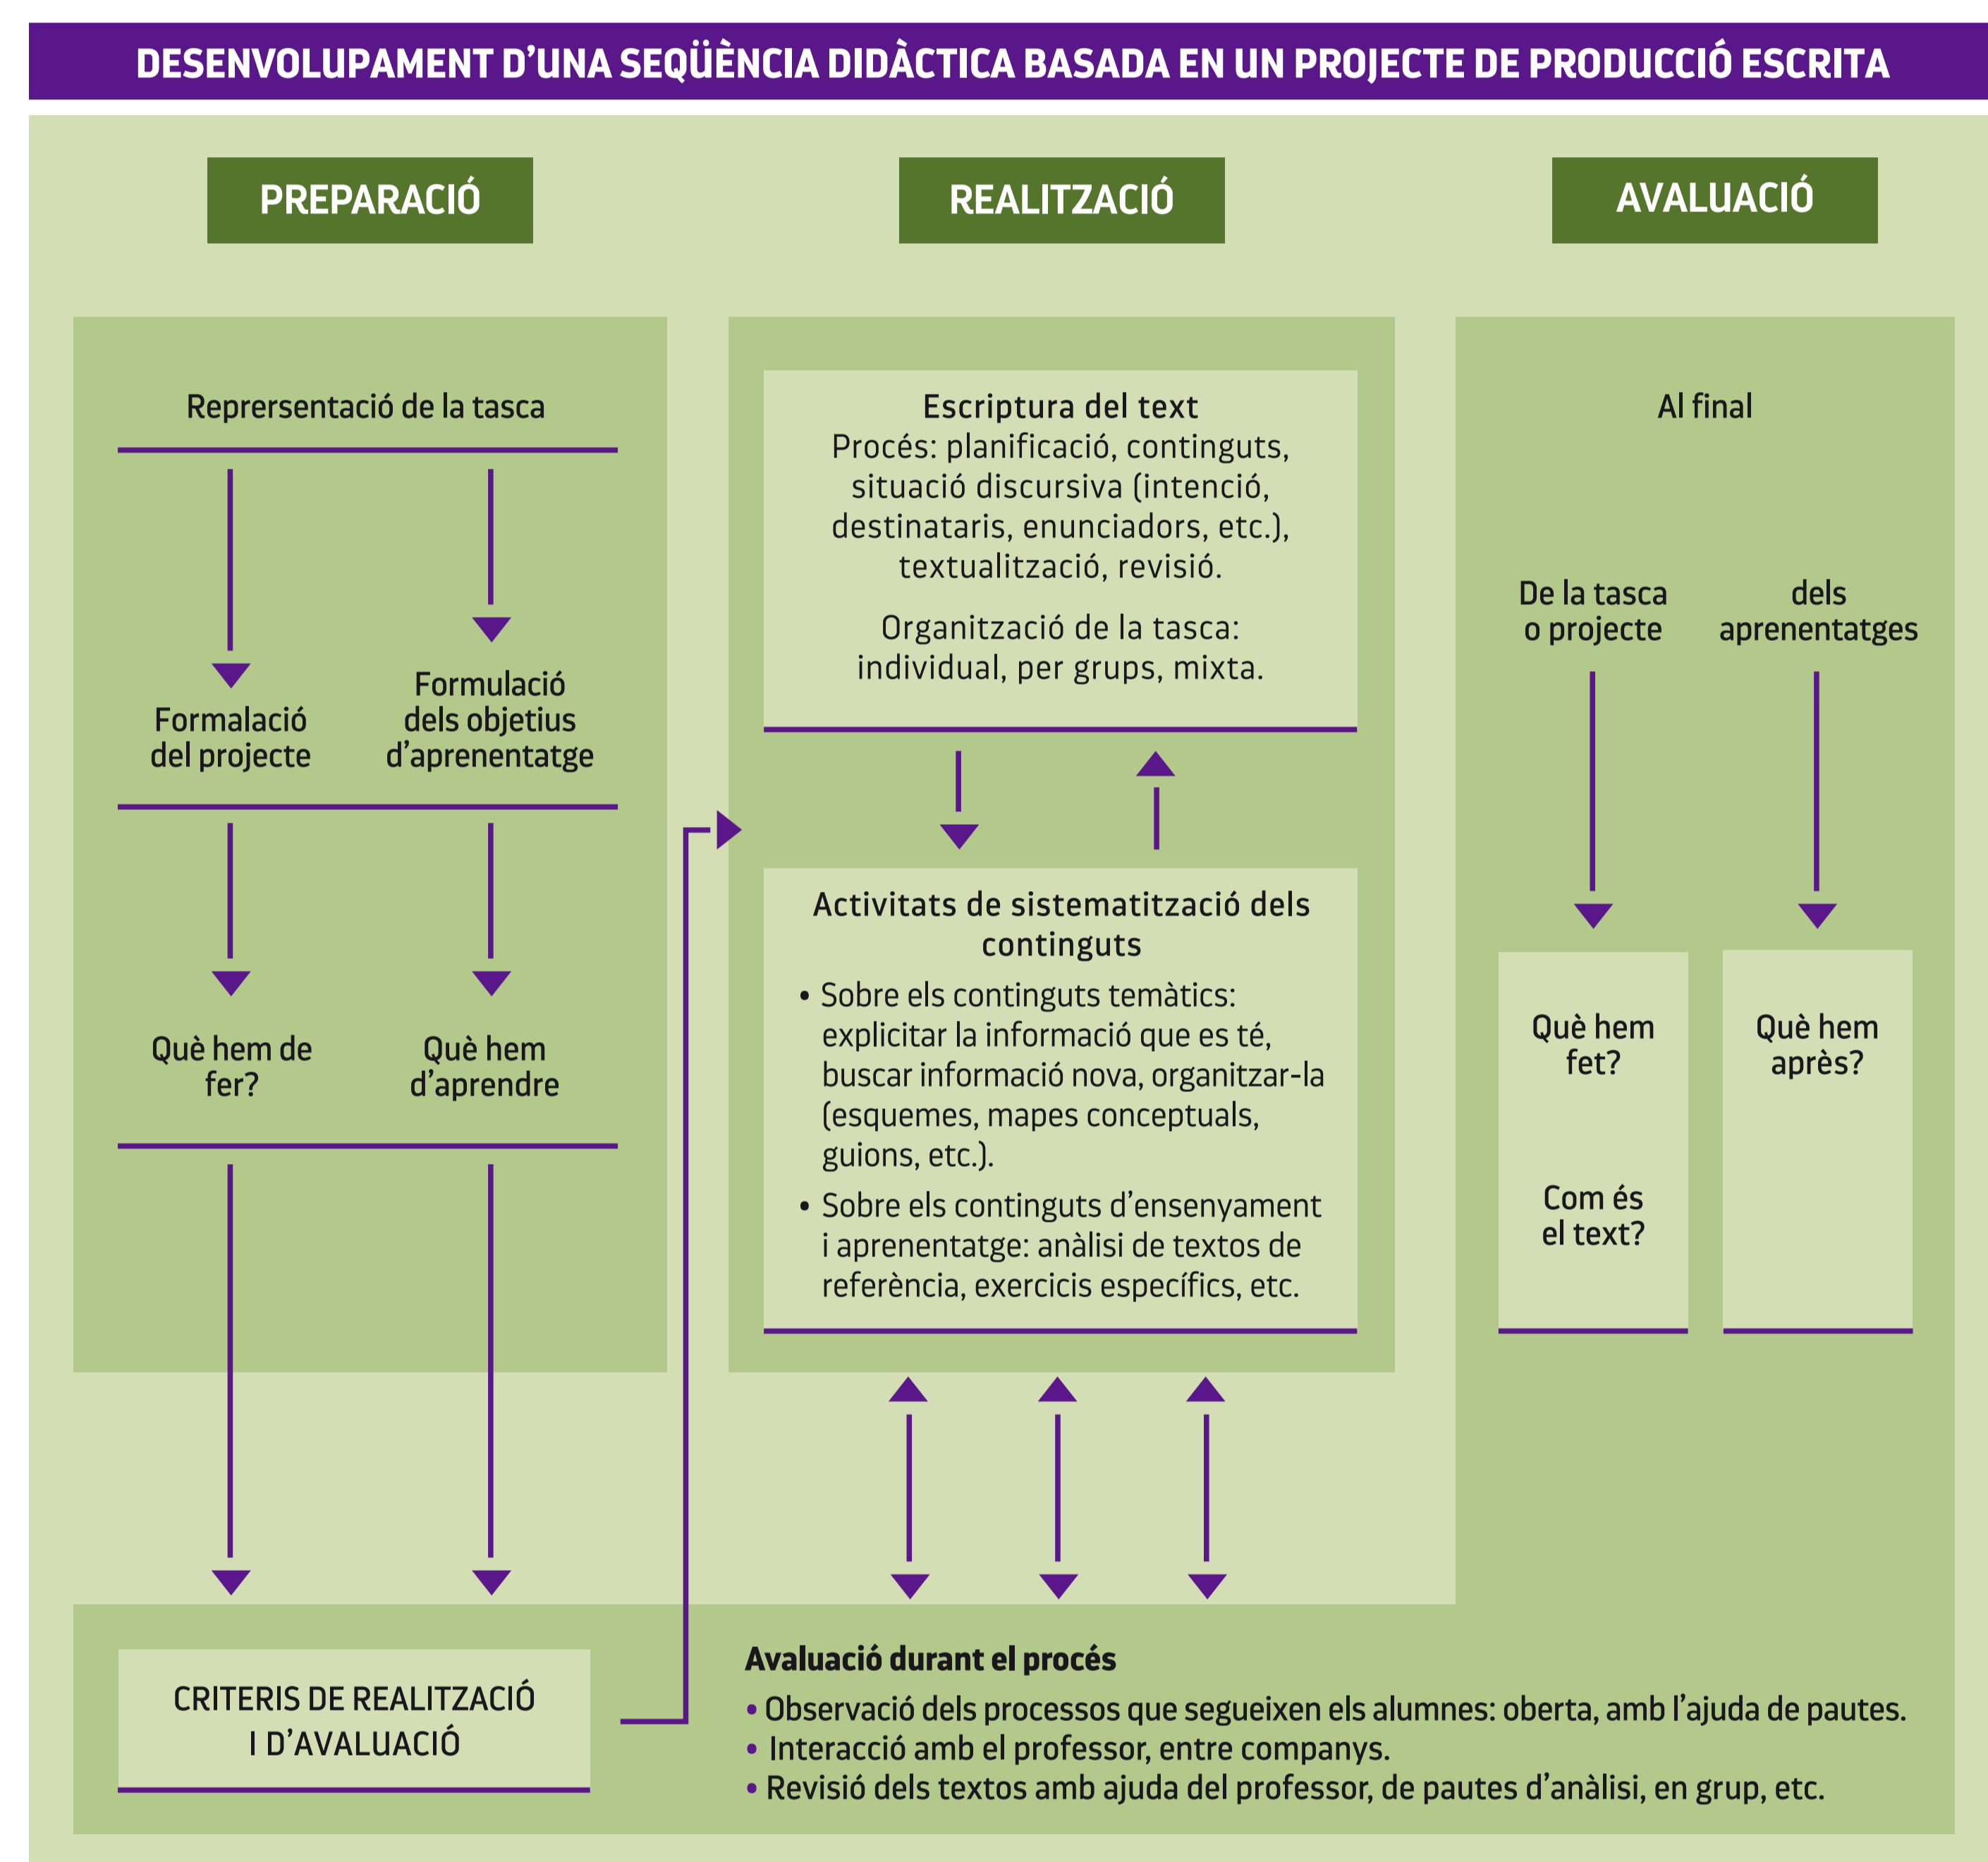 DESENVOLUPAMENT D’UNA SEQÜÈNCIA DIDÀCTICA BASADA EN UN PROJECTE DE PRODUCCIÓ ESCRITA
PREPARACIÓ
Reprersentació de la tasca
Formalació
del projecte
Formulació
dels objetius
d’aprenentatge
Què hem de
fer?
Què hem
d’aprendre
CRITERIS DE REALITZACIÓ
I D’AVALUACIÓ
REALITZACIÓ
Escriptura del text
Procés: planificació, continguts,
situació discursiva (intenció,
destinataris, enunciadors, etc.),
textualització, revisió.
Organització de la tasca:
individual, per grups, mixta.
Activitats de sistematització dels
continguts
• Sobre els continguts temàtics:
explicitar la informació que es té,
buscar informació nova, organitzar-la
(esquemes, mapes conceptuals,
guions, etc.).
• Sobre els continguts d’ensenyament
i aprenentatge: anàlisi de textos de
referència, exercicis específics, etc.
AVALUACIÓ
Al final
De la tasca
o projecte
dels
aprenentatges
Què hem
fet?
Com és
el text?
Què hem
après?
Avaluació durant el procés
• Observació dels processos que segueixen els alumnes: oberta, amb l’ajuda de pautes.
• Interacció amb el professor, entre companys.
• Revisió dels textos amb ajuda del professor, de pautes d’anàlisi, en grup, etc.